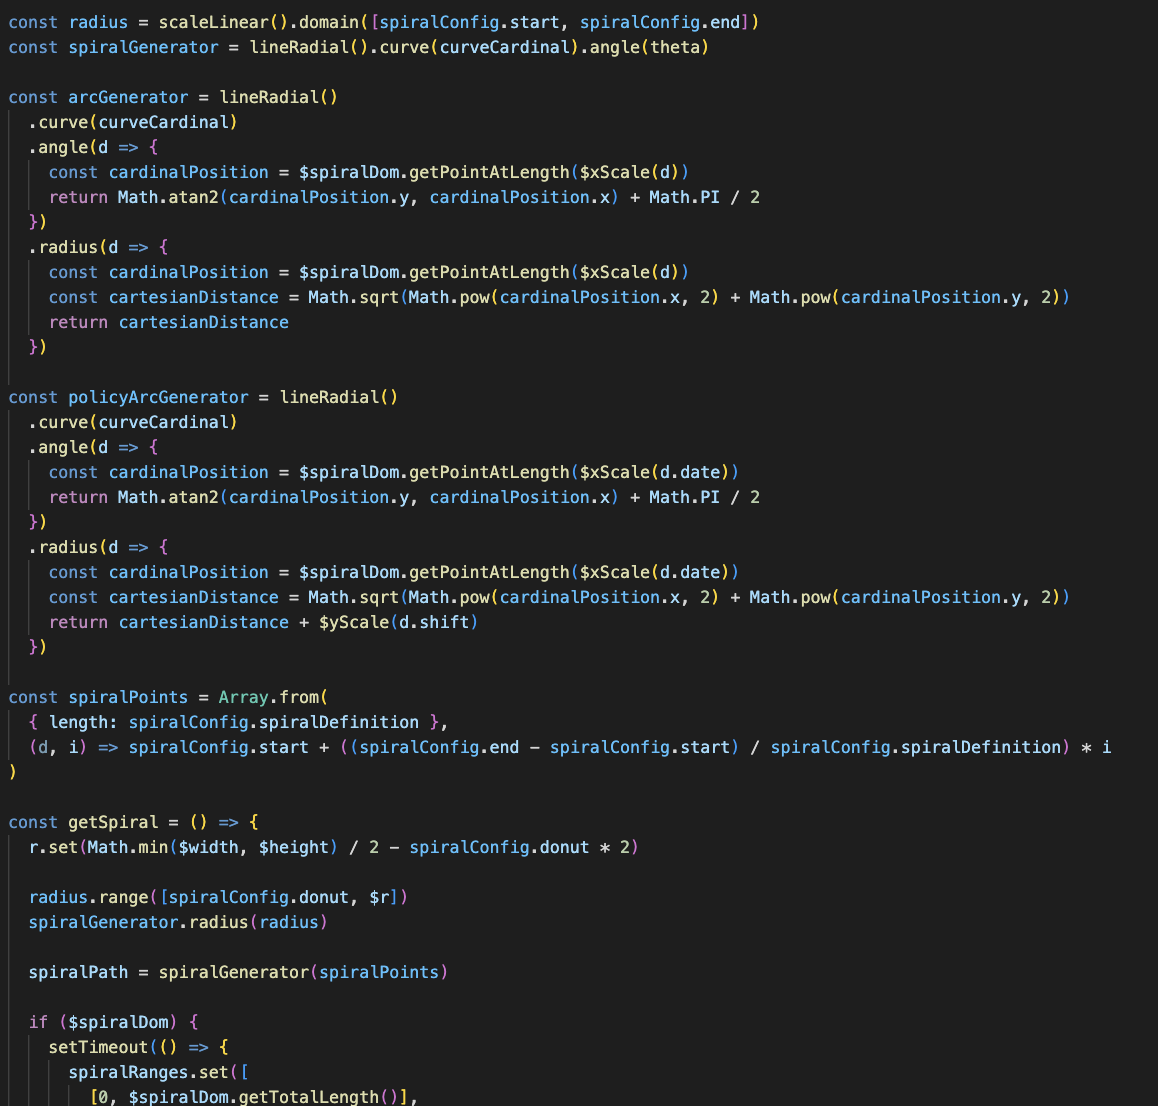 const radius = scaleLinear().domain([spiralConfig.start, spiralConfig.end])
const spiralGenerator = lineRadial().curve(curveCardinal).angle(theta)
const arcGenerator = lineRadial()
.curve(curveCardinal)
.angle(d => {
const cardinalPosition = $spiralDom.getPointAtLength($xScale(d))
return Math.atan2(cardinalPosition.y, cardinalPosition.x) + Math.PI / 2
})
.radius(d => {
const cardinalPosition = $spiralDom.getPointAtLength($xScale(d))
const cartesianDistance = Math.sqrt(Math.pow(cardinalPosition.x, 2) + Math.pow(cardinalPosition.y, 2))
return cartesianDistance
})
const policyArcGenerator = lineRadial()
.curve(curveCardinal)
.angle(d => {
const cardinalPosition = $spiralDom.getPointAtLength($xScale(d.date))
return Math.atan2(cardinalPosition.y, cardinalPosition.x) + Math.PI / 2
})
.radius(d => {
const cardinalPosition = $spiralDom.getPointAtLength($xScale(d.date))
const cartesianDistance = Math.sqrt(Math.pow(cardinalPosition.x, 2) + Math.pow(cardinalPosition.y, 2))
return cartesianDistance + $yScale(d.shift)
})
const spiralPoints = Array.from(
{ length: spiralConfig.spiralDefinition },
(d, i) => spiralConfig.start + ((spiralConfig.end - spiralConfig.start) / spiralConfig.spiralDefinition) * i
)
const getSpiral = () => {
r.set(Math.min($width, $height) / 2 - spiralConfig.donut * 2)
radius.range([spiralConfig.donut, $r])
spiralGenerator.radius(radius)
spiralPath = spiralGenerator(spiralPoints)
if ($spiralDom) {
setTimeout(() => {
spiralRanges.set([
[0, $spiralDom.getTotalLength()],